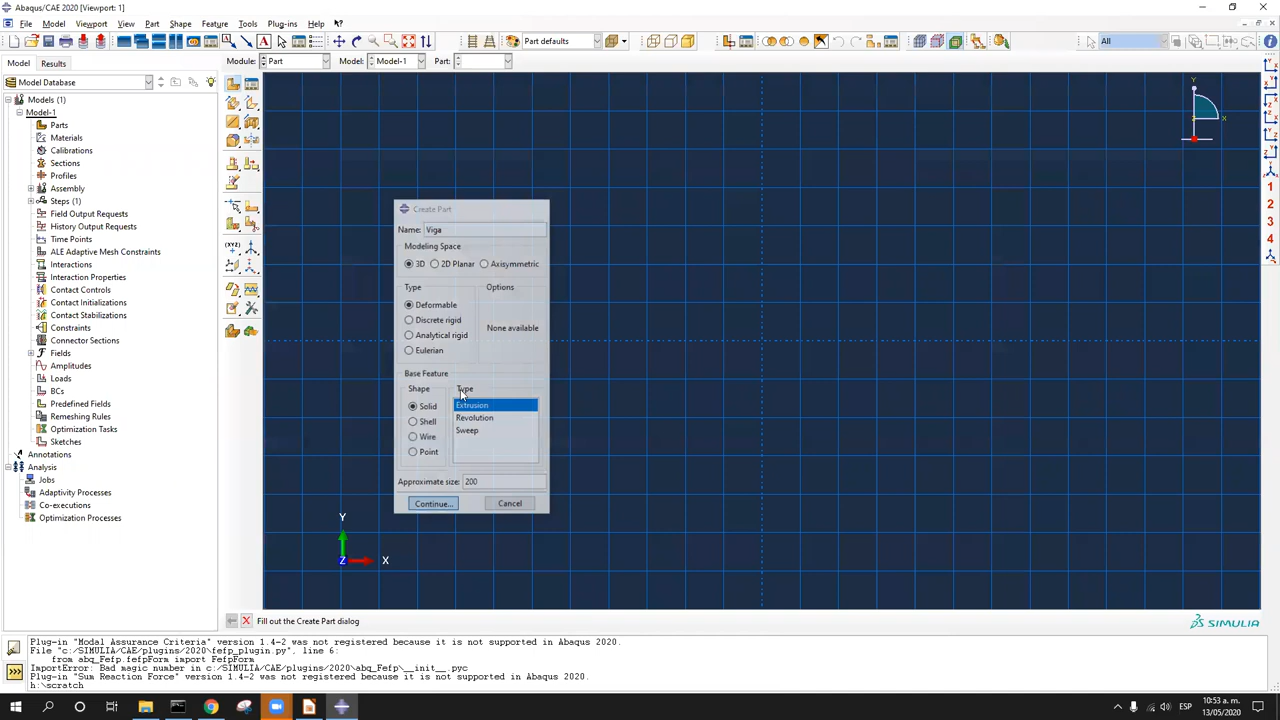 Abaqus/CAE 2020 [Viewport: 1]
File Model Viewport View Part Shape Feature Tools Plug-ins Help
Part defaults
All
Model Results
Module: Part Model: Model-1 Part:
Model Database
Models (1)
Model-1
Parts
Materials
Calibrations
Sections
Profiles
Assembly
Steps (1)
Field Output Requests
History Output Requests
Time Points
ALE Adaptive Mesh Constraints
Interactions
Interaction Properties
Contact Controls
Contact Initializations
Contact Stabilizations
Constraints
Connector Sections
Fields
Amplitudes
Loads
BCs
Predefined Fields
Remeshing Rules
Optimization Tasks
Sketches
Annotations
Analysis
Jobs
Adaptivity Processes
Co-executions
Optimization Processes
(XYZ)
Create Part
Name: Viga
Modeling Space
3D 2D Planar Axisymmetric
Type
Options
Deformable
Discrete rigid
Analytical rigid
Eulerian
None available
Base Feature
Shape
Type
Solid
Shell
Wire
Point
Extrusion
Revolution
Sweep
Approximate size: 200
Continue... Cancel
Y
X
Z
Y
X
1
2
3
4
Fill out the Create Part dialog
SIMULIA
Plug-in "Modal Assurance Criteria" version 1.4-2 was not registered because it is not supported in Abaqus 2020.
File "c:/SIMULIA/CAE/plugins/2020\fefp_plugin.py", line 6:
from abq_Fefp.fefpForm import FefpForm
ImportError: Bad magic number in c:/SIMULIA/CAE/plugins/2020\abq_Fefp\__init__.pyc
Plug-in "Sum Reaction Force" version 1.4-2 was not registered because it is not supported in Abaqus 2020.
h:\scratch
>>>
ESP
10:53 a. m.
13/05/2020